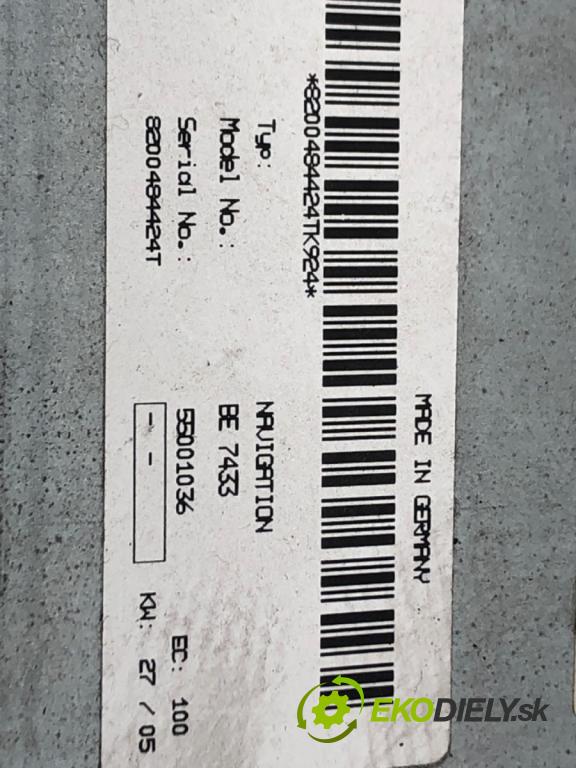 MADE IN GERMANY
*8200484424TK924*
Typ: NAVIGATION
Model No.: BE 7433
Serial No.: 55001036 EC: 100
8200484424T -- KW: 27 / 05
EKODIELY.sk